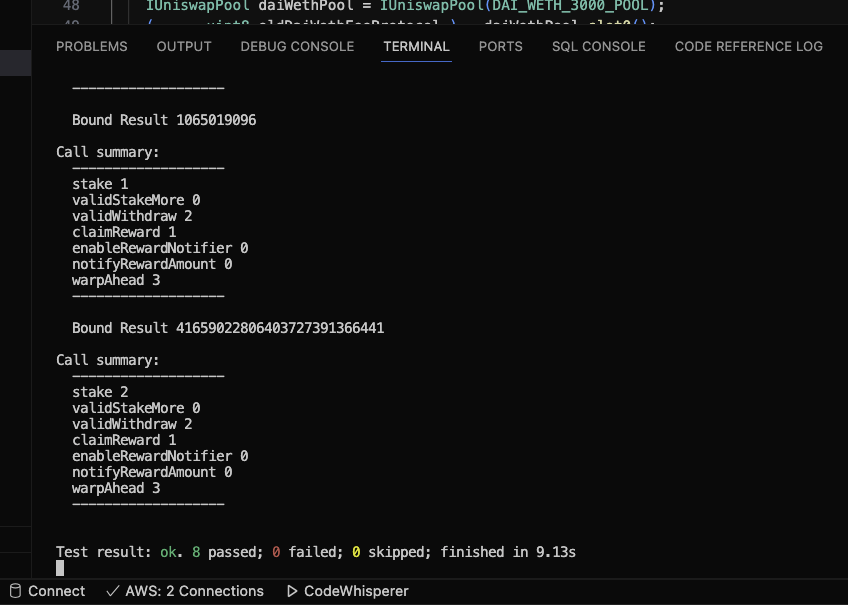 48 IUniswapPool daiWethPool = IUniswapPool(DAI_WETH_3000_POOL);
PROBLEMS OUTPUT DEBUG CONSOLE TERMINAL PORTS SQL CONSOLE CODE REFERENCE LOG
-------------------
Bound Result 1065019096
Call summary:
-------------------
stake 1
validStakeMore 0
validWithdraw 2
claimReward 1
enableRewardNotifier 0
notifyRewardAmount 0
warpAhead 3
-------------------
Bound Result 41659022806403727391366441
Call summary:
-------------------
stake 2
validStakeMore 0
validWithdraw 2
claimReward 1
enableRewardNotifier 0
notifyRewardAmount 0
warpAhead 3
-------------------
Test result: ok. 8 passed; 0 failed; 0 skipped; finished in 9.13s
Connect AWS: 2 Connections CodeWhisperer